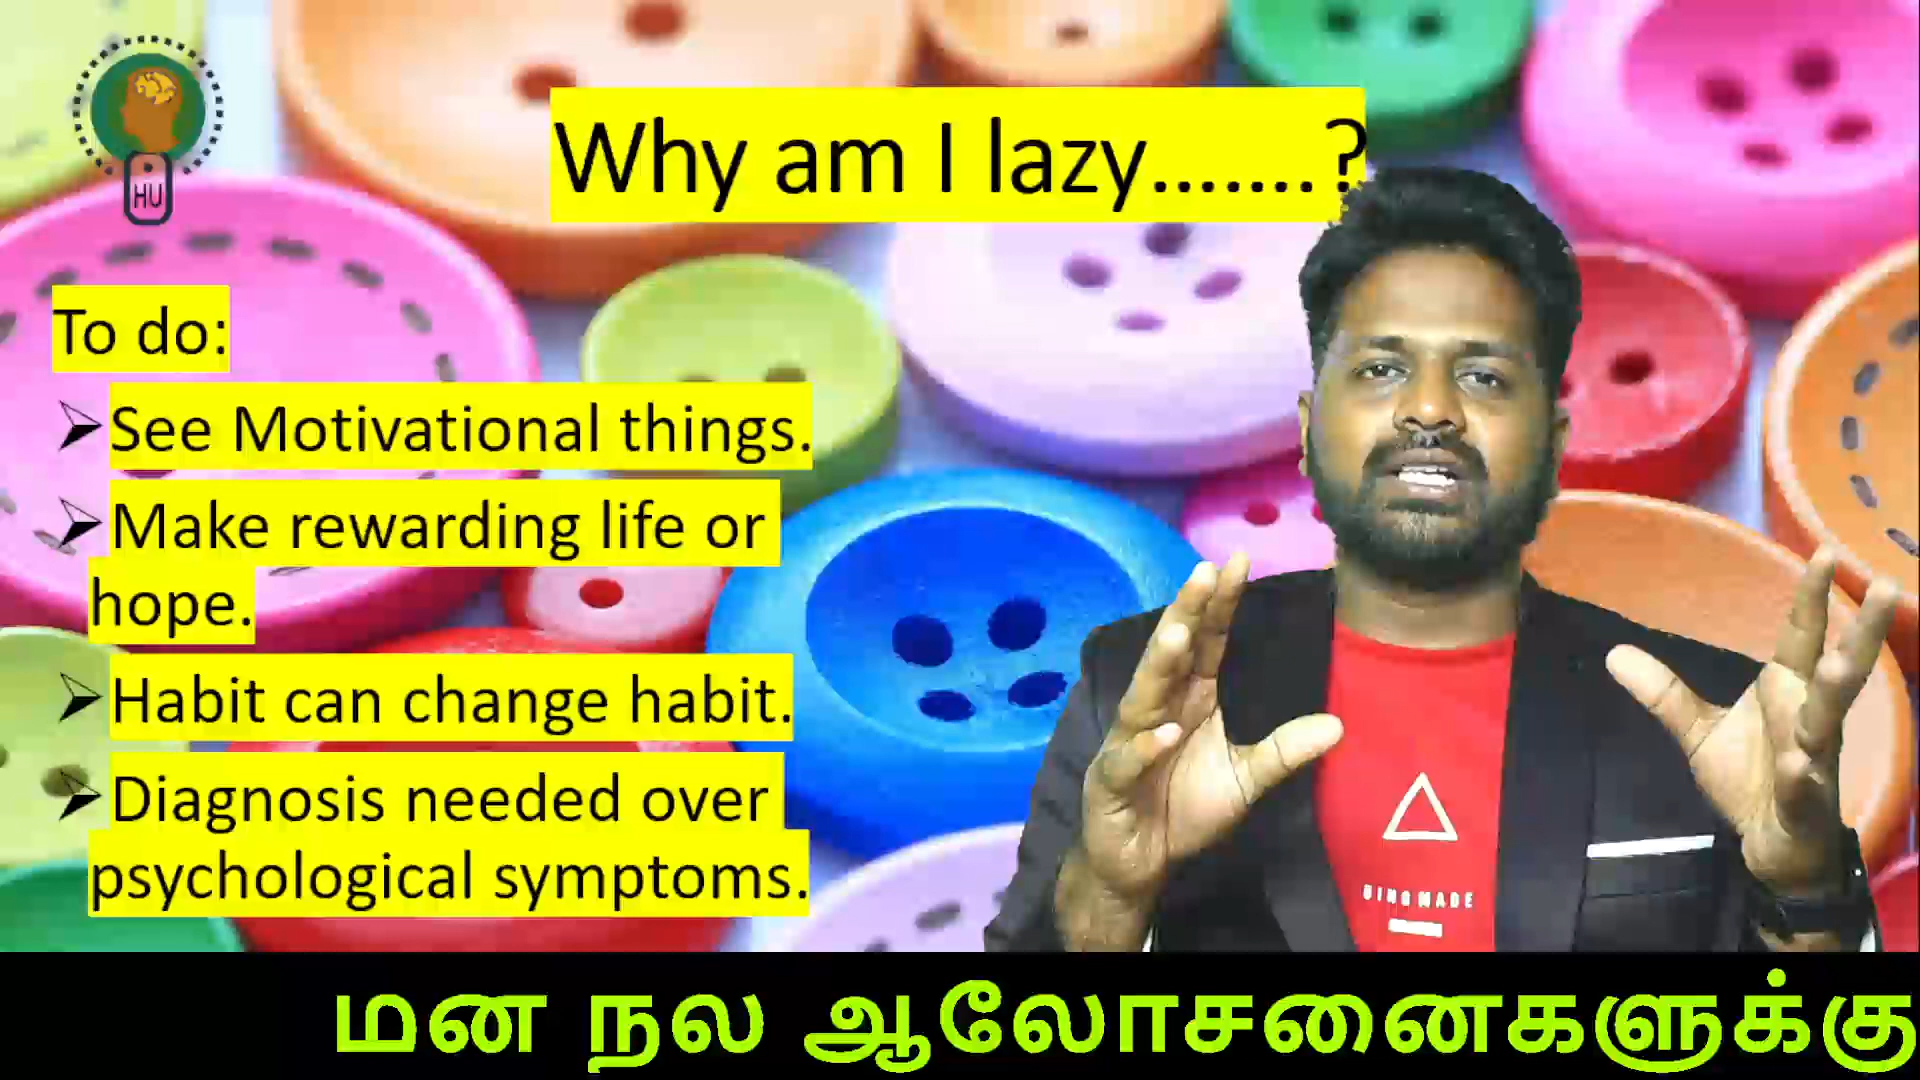 HU
Why am I lazy.......?
To do:
➢See Motivational things.
➢Make rewarding life or
hope.
➢Habit can change habit.
➢Diagnosis needed over
psychological symptoms.
மன நல ஆலோசனைகளுக்கு